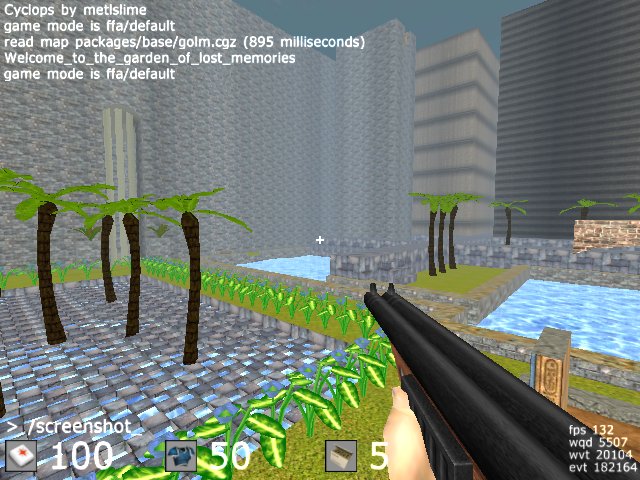 Cyclops by metlslime
game mode is ffa/default
read map packages/base/golm.cgz (895 milliseconds)
Welcome_to_the_garden_of_lost_memories
game mode is ffa/default
> ./screenshot
100
50
5
fps 132
wqd 5507
wvt 20104
evt 182164